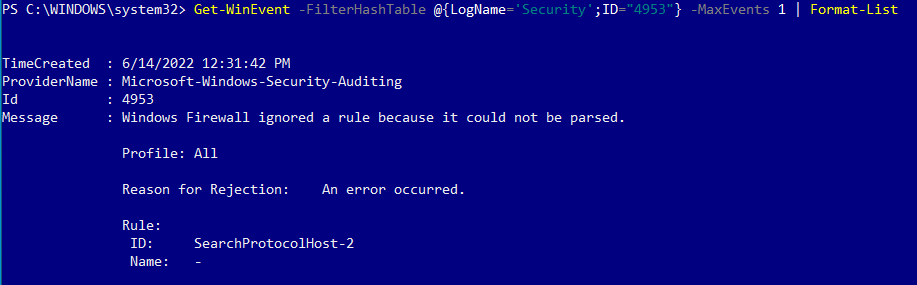 PS C:\WINDOWS\system32> Get-WinEvent -FilterHashTable @{LogName='Security';ID="4953"} -MaxEvents 1 | Format-List
TimeCreated  : 6/14/2022 12:31:42 PM
ProviderName : Microsoft-Windows-Security-Auditing
Id           : 4953
Message      : Windows Firewall ignored a rule because it could not be parsed.
Profile: All
Reason for Rejection:    An error occurred.
Rule:
ID:     SearchProtocolHost-2
Name:   -